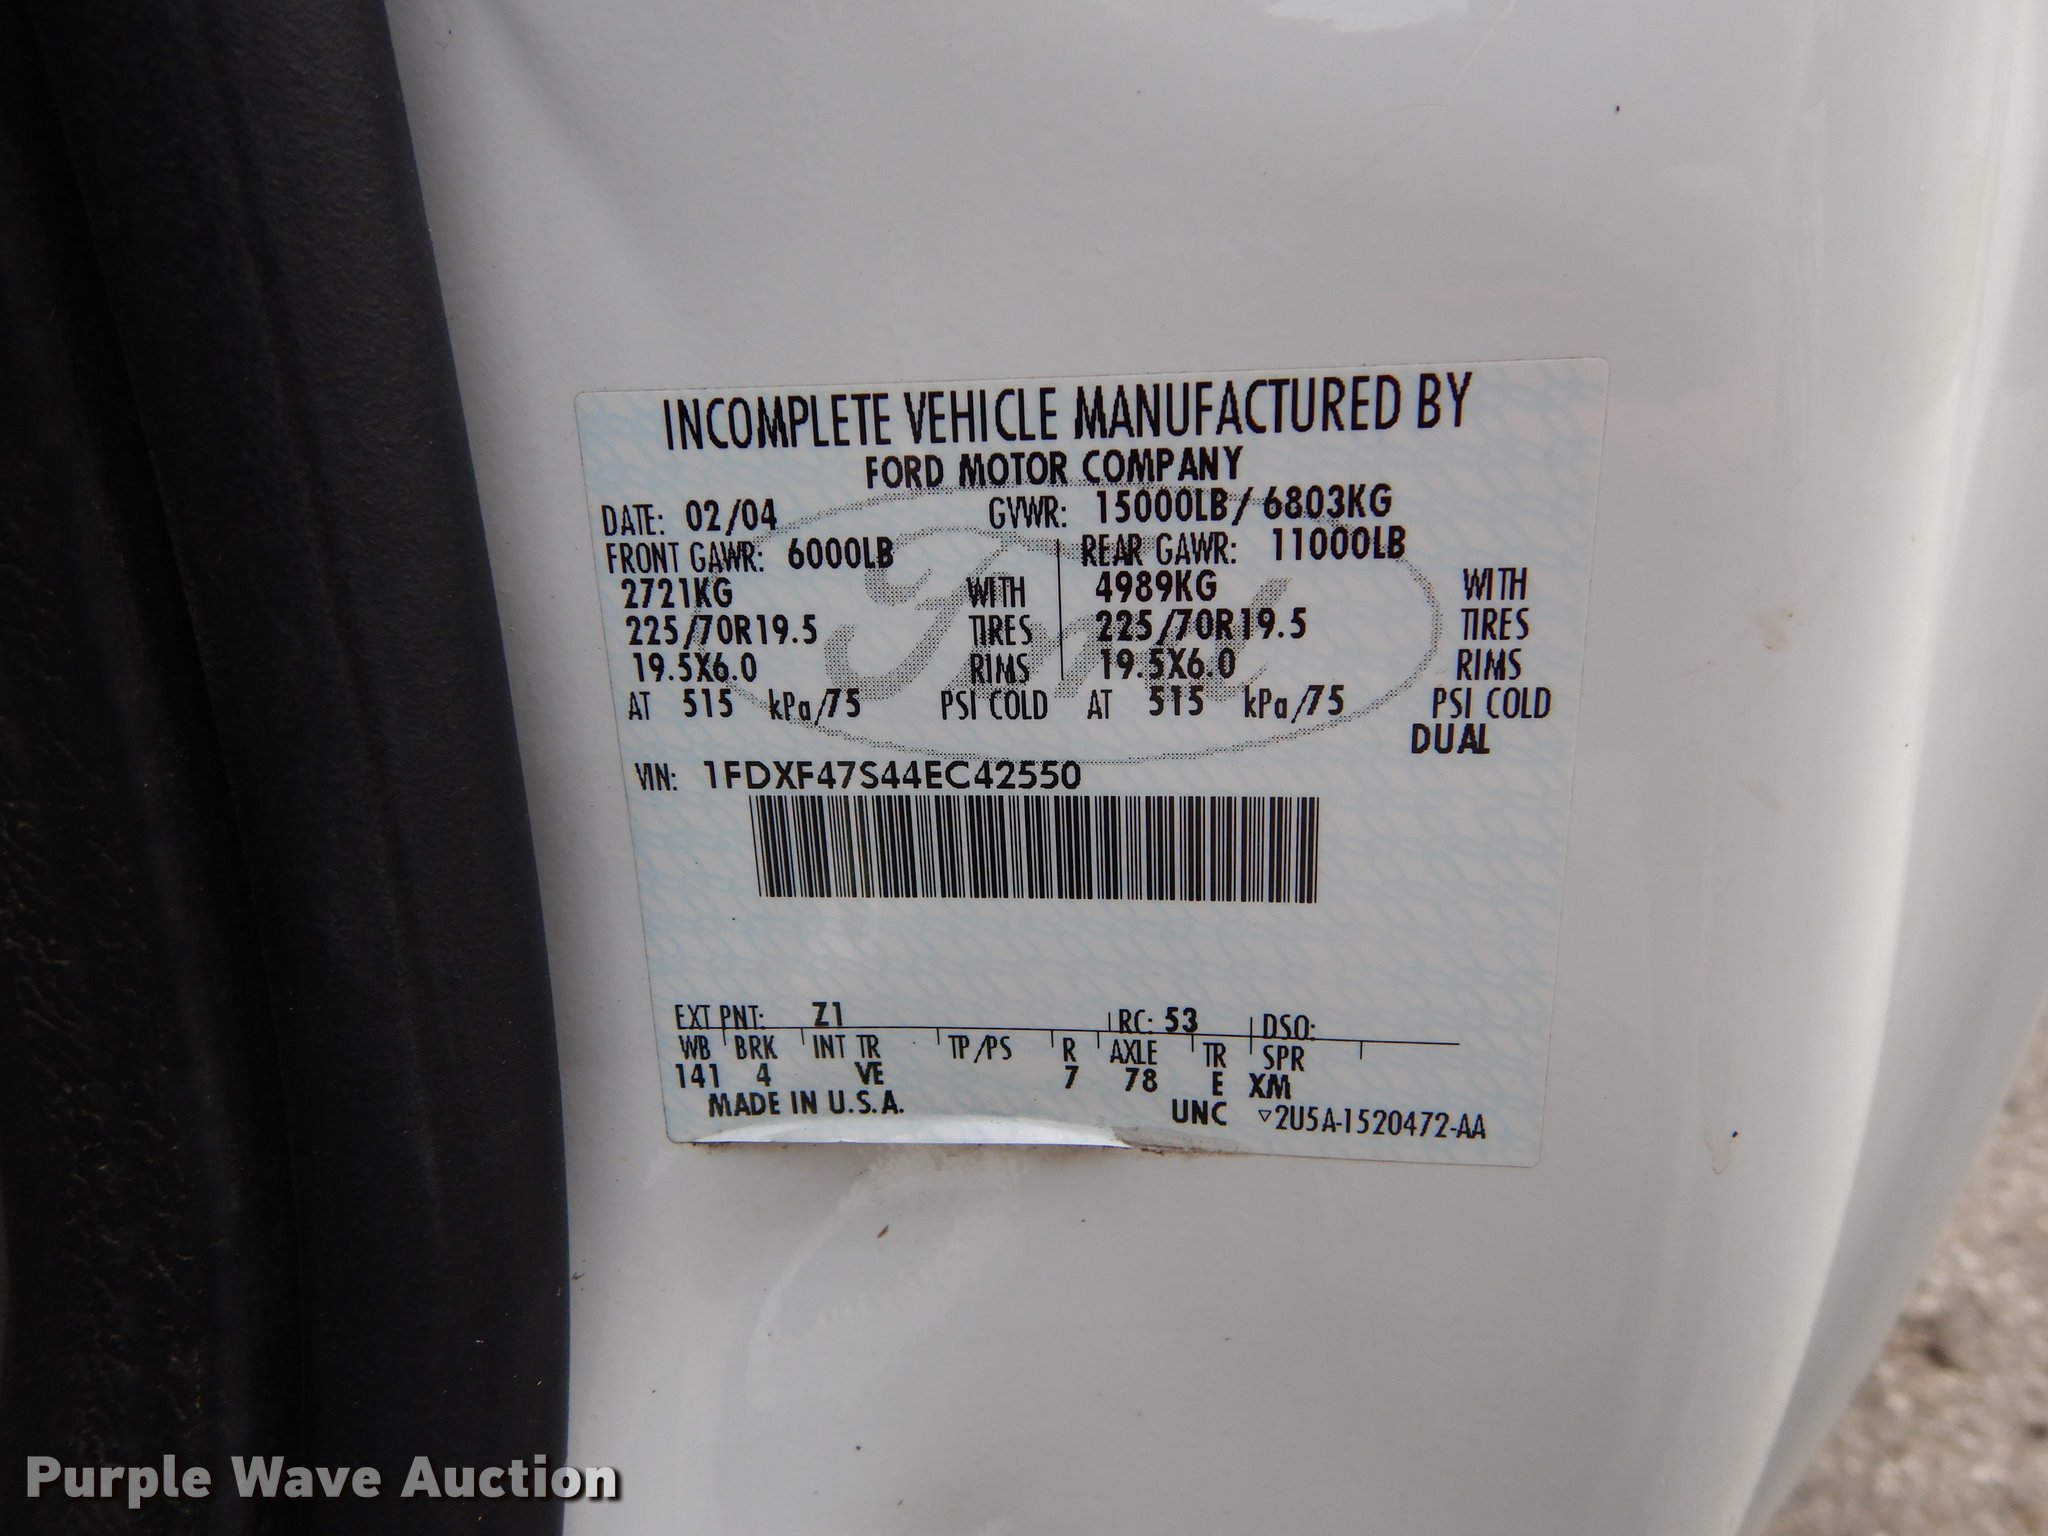 INCOMPLETE VEHICLE MANUFACTURED BY
FORD MOTOR COMPANY
DATE: 02/04 GVWR: 15000LB/ 6803KG
FRONT GAWR: 6000LB REAR GAWR: 11000LB
2721KG WITH 4989KG WITH
225/70R19.5 TIRES 225/70R19.5 TIRES
19.5X6.0 RIMS 19.5X6.0 RIMS
AT 515 kPa/75 PSI COLD AT 515 kPa/75 PSI COLD
DUAL
Ford
VIN: 1FDXF47S44EC42550
EXT PNT: Z1 RC: 53 DSO:
WB BRK INT TR TP/PS R AXLE TR SPR
141 4 VE 7 78 E XM
MADE IN U.S.A. UNC ▽2U5A-1520472-AA
Purple Wave Auction